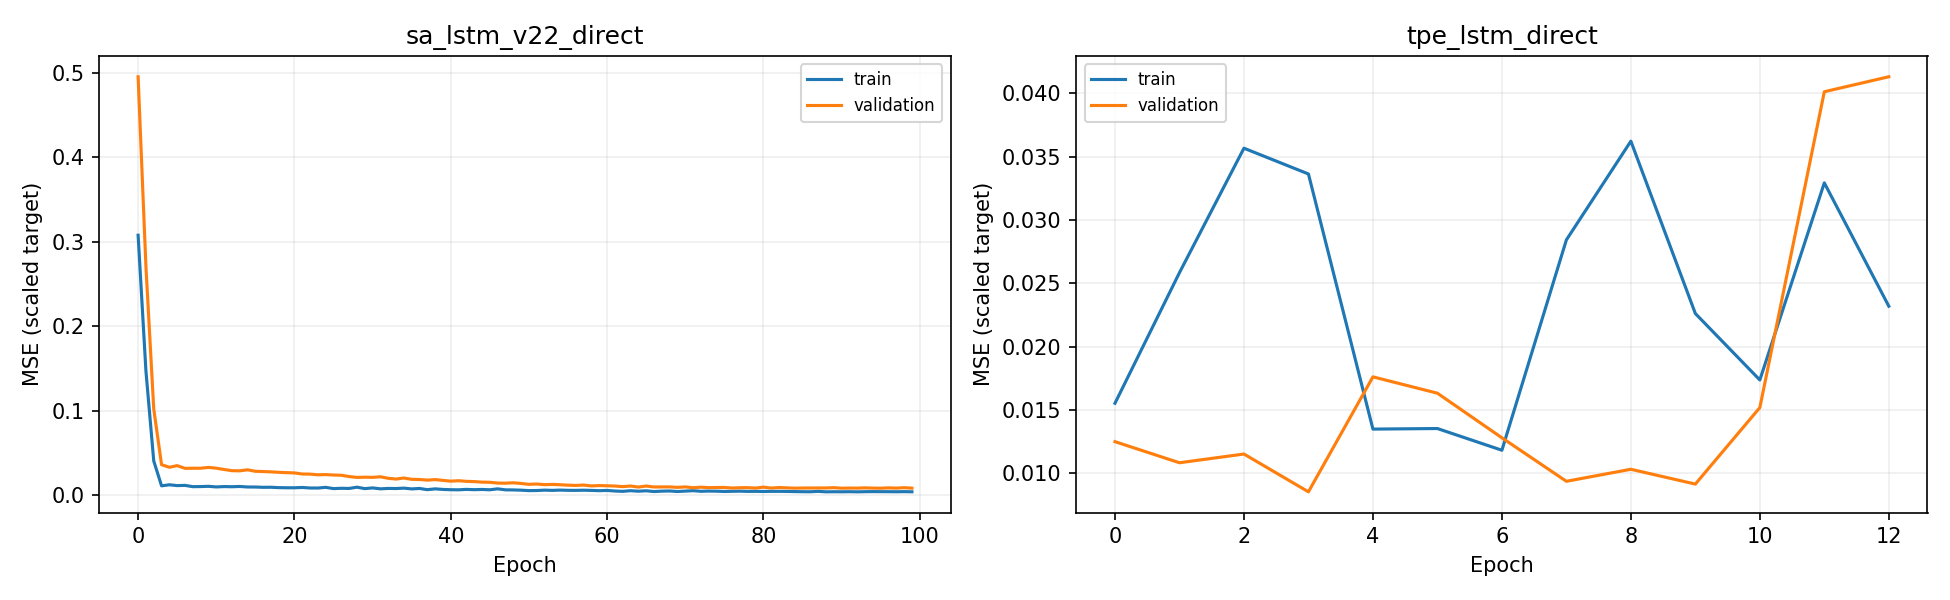 sa_lstm_v22_direct
train
validation
MSE (scaled target)
0.5
0.4
0.3
0.2
0.1
0.0
0 20 40 60 80 100
Epoch
tpe_lstm_direct
train
validation
MSE (scaled target)
0.040
0.035
0.030
0.025
0.020
0.015
0.010
0 2 4 6 8 10 12
Epoch